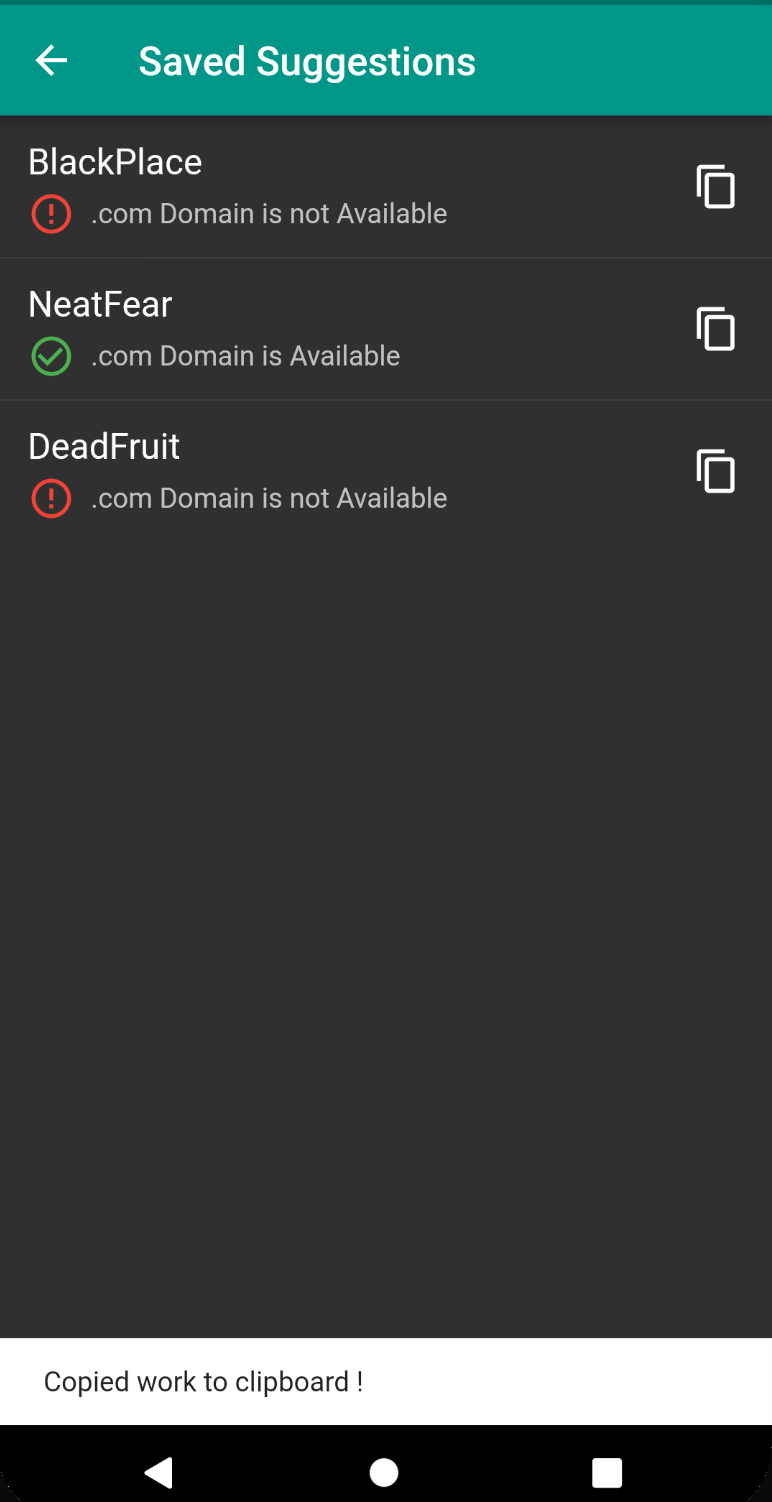 Saved Suggestions
BlackPlace
.com Domain is not Available
NeatFear
.com Domain is Available
DeadFruit
.com Domain is not Available
Copied work to clipboard !